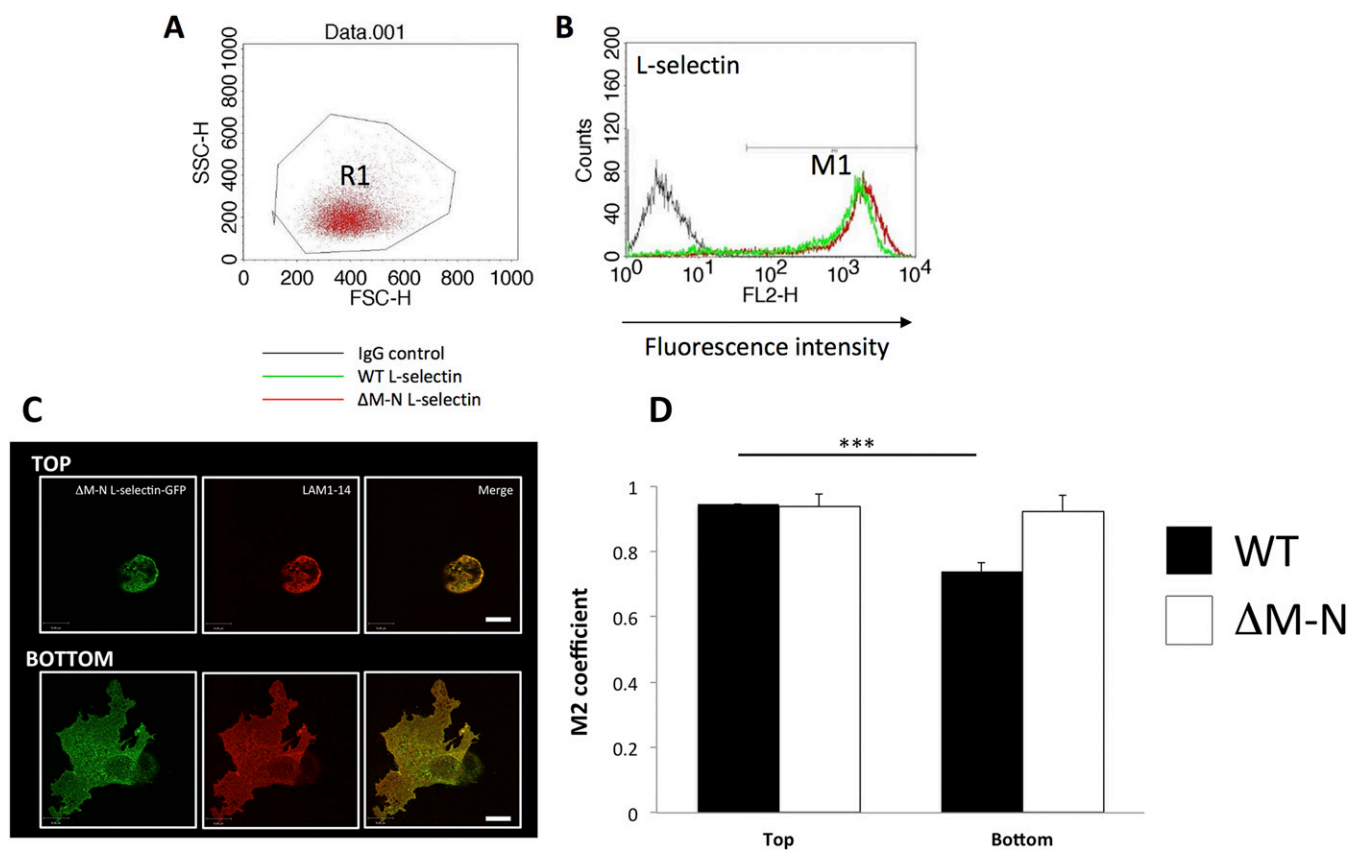 A
Data.001
SSC-H
0 200 400 600 800 1000
R1
0 200 400 600 800 1000
FSC-H
B
L-selectin
Counts
0 40 80 120 160 200
M1
10^0 10^1 10^2 10^3 10^4
FL2-H
Fluorescence intensity
IgG control
WT L-selectin
ΔM-N L-selectin
C
TOP
ΔM-N L-selectin-GFP
LAM1-14
Merge
BOTTOM
D
***
M2 coefficient
1
0.8
0.6
0.4
0.2
0
Top
Bottom
WT
ΔM-N